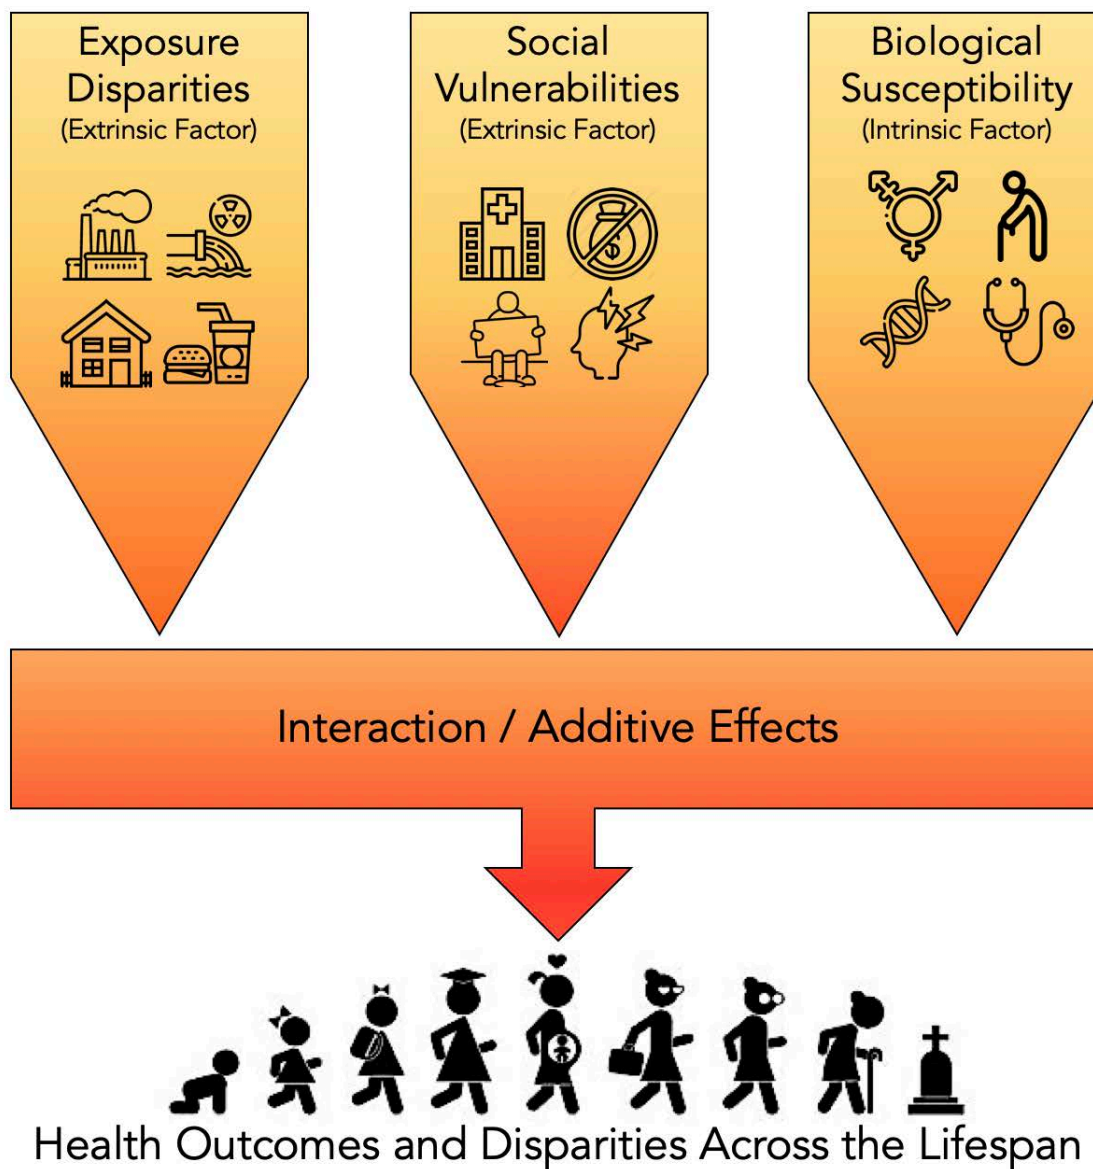 Exposure
Disparities
(Extrinsic Factor)
Social
Vulnerabilities
(Extrinsic Factor)
Biological
Susceptibility
(Intrinsic Factor)
$
Interaction / Additive Effects
Health Outcomes and Disparities Across the Lifespan